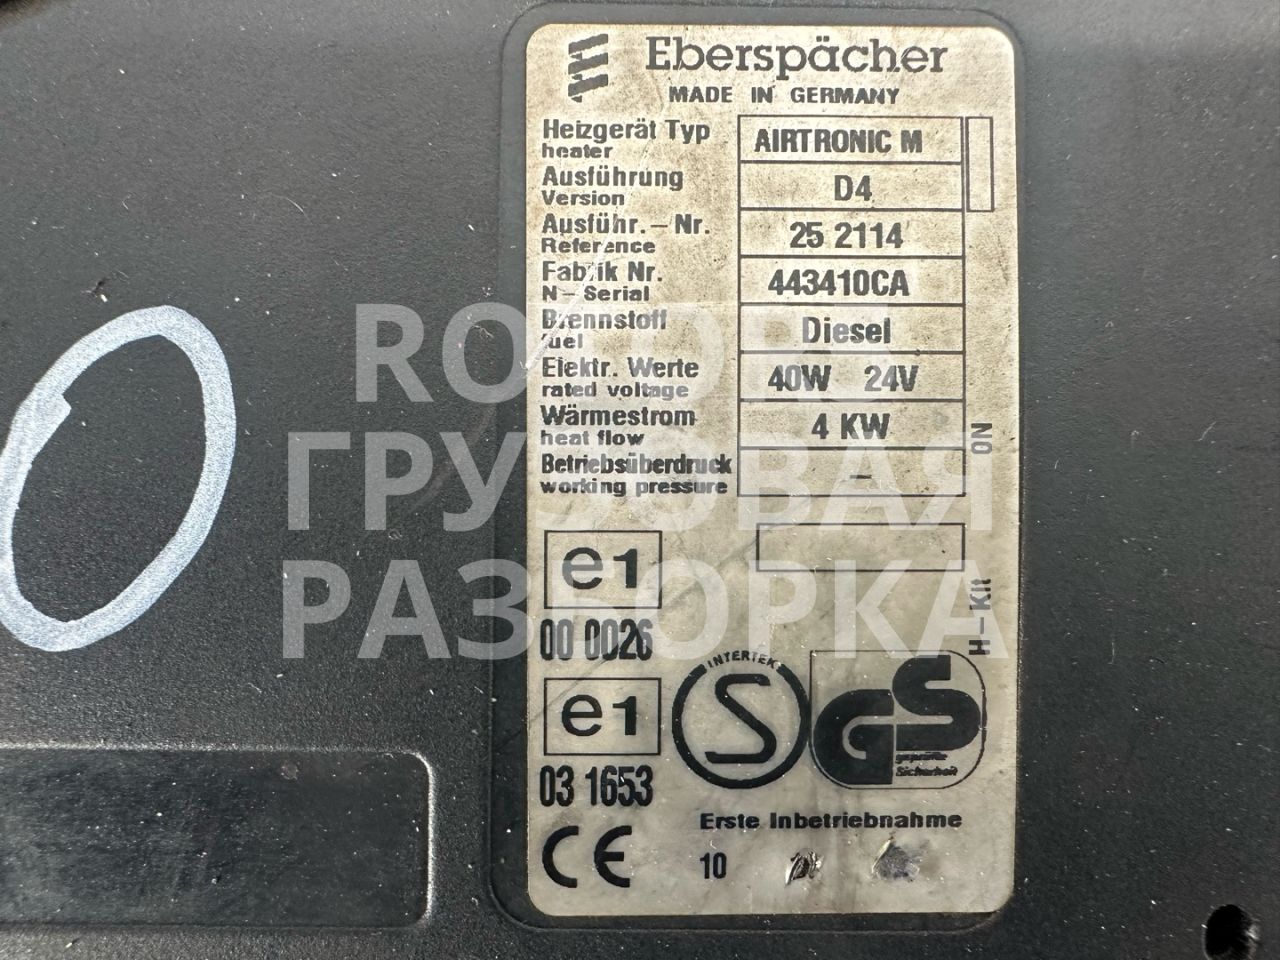 Eberspächer
MADE IN GERMANY
Heizgerät Typ AIRTRONIC M
heater
Ausführung D4
Version
Ausführ.-Nr. 25 2114
Reference
Fabrik Nr. 443410CA
N-Serial
Brennstoff Diesel
fuel
Elektr. Werte 40W 24V
rated voltage
Wärmestrom 4 KW
heat flow
Betriebsüberdruck –
working pressure
ON
H-Kit
e1
00 0026
e1
03 1653
INTERTEK
S
GS
geprüfte
Sicherheit
Erste Inbetriebnahme
CE 10
0
ГРУЗОВАЯ
РАЗБОРКА